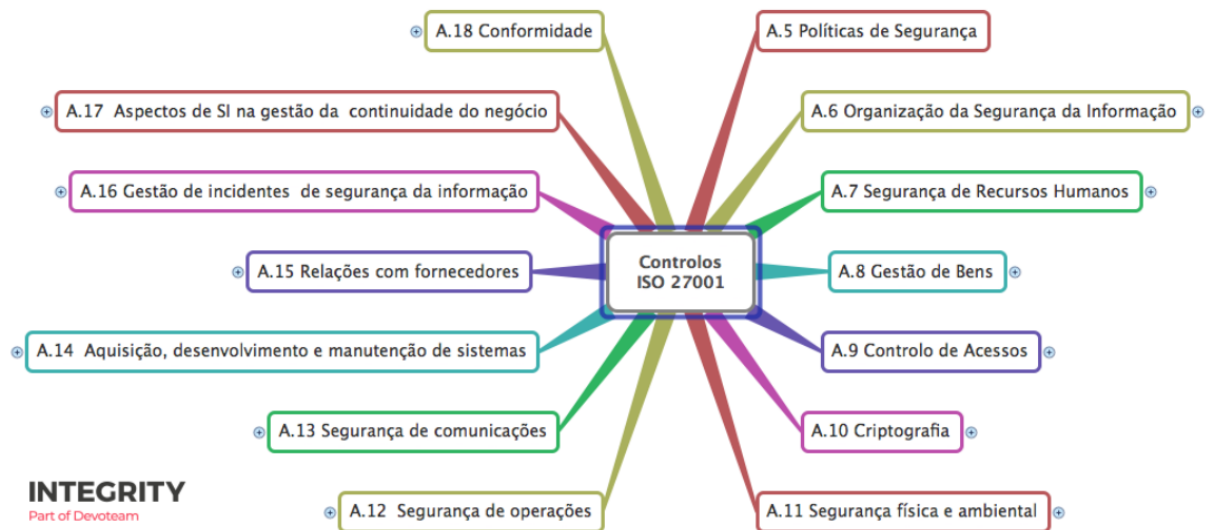 A.18 Conformidade
A.5 Políticas de Segurança
A.17 Aspectos de SI na gestão da continuidade do negócio
A.6 Organização da Segurança da Informação
A.16 Gestão de incidentes de segurança da informação
A.7 Segurança de Recursos Humanos
Controlos
ISO 27001
A.15 Relações com fornecedores
A.8 Gestão de Bens
A.14 Aquisição, desenvolvimento e manutenção de sistemas
A.9 Controlo de Acessos
A.13 Segurança de comunicações
A.10 Criptografia
A.12 Segurança de operações
A.11 Segurança física e ambiental
INTEGRITY
Part of Devoteam